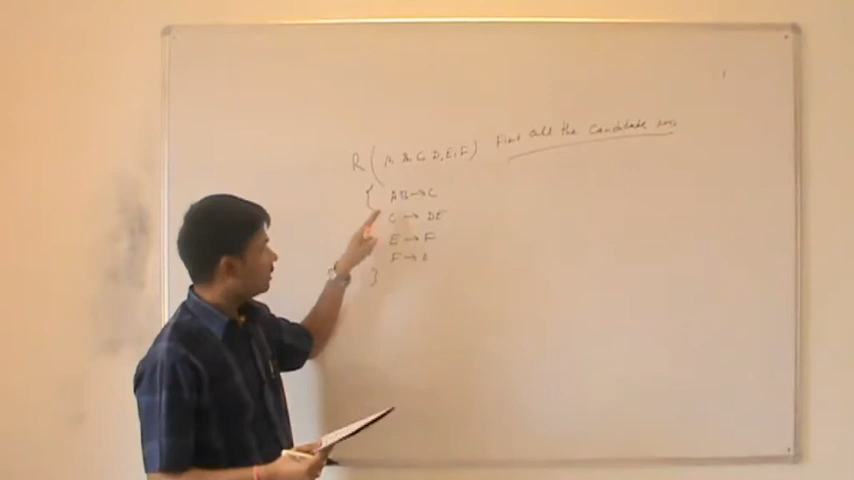 R (A, B, C, D, E, F) Find all the Candidate keys
{ AB → C
C → DE
E → F
F →
}